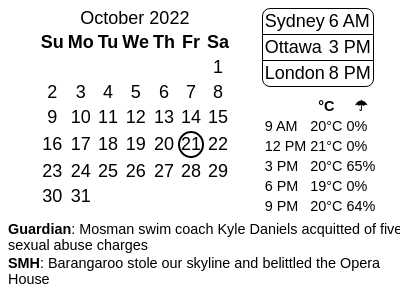 October 2022
Su Mo Tu We Th Fr Sa
1
2 3 4 5 6 7 8
9 10 11 12 13 14 15
16 17 18 19 20 21 22
23 24 25 26 27 28 29
30 31
Sydney 6 AM
Ottawa 3 PM
London 8 PM
°C ☂
9 AM 20°C 0%
12 PM 21°C 0%
3 PM 20°C 65%
6 PM 19°C 0%
9 PM 20°C 64%
Guardian: Mosman swim coach Kyle Daniels acquitted of five
sexual abuse charges
SMH: Barangaroo stole our skyline and belittled the Opera
House